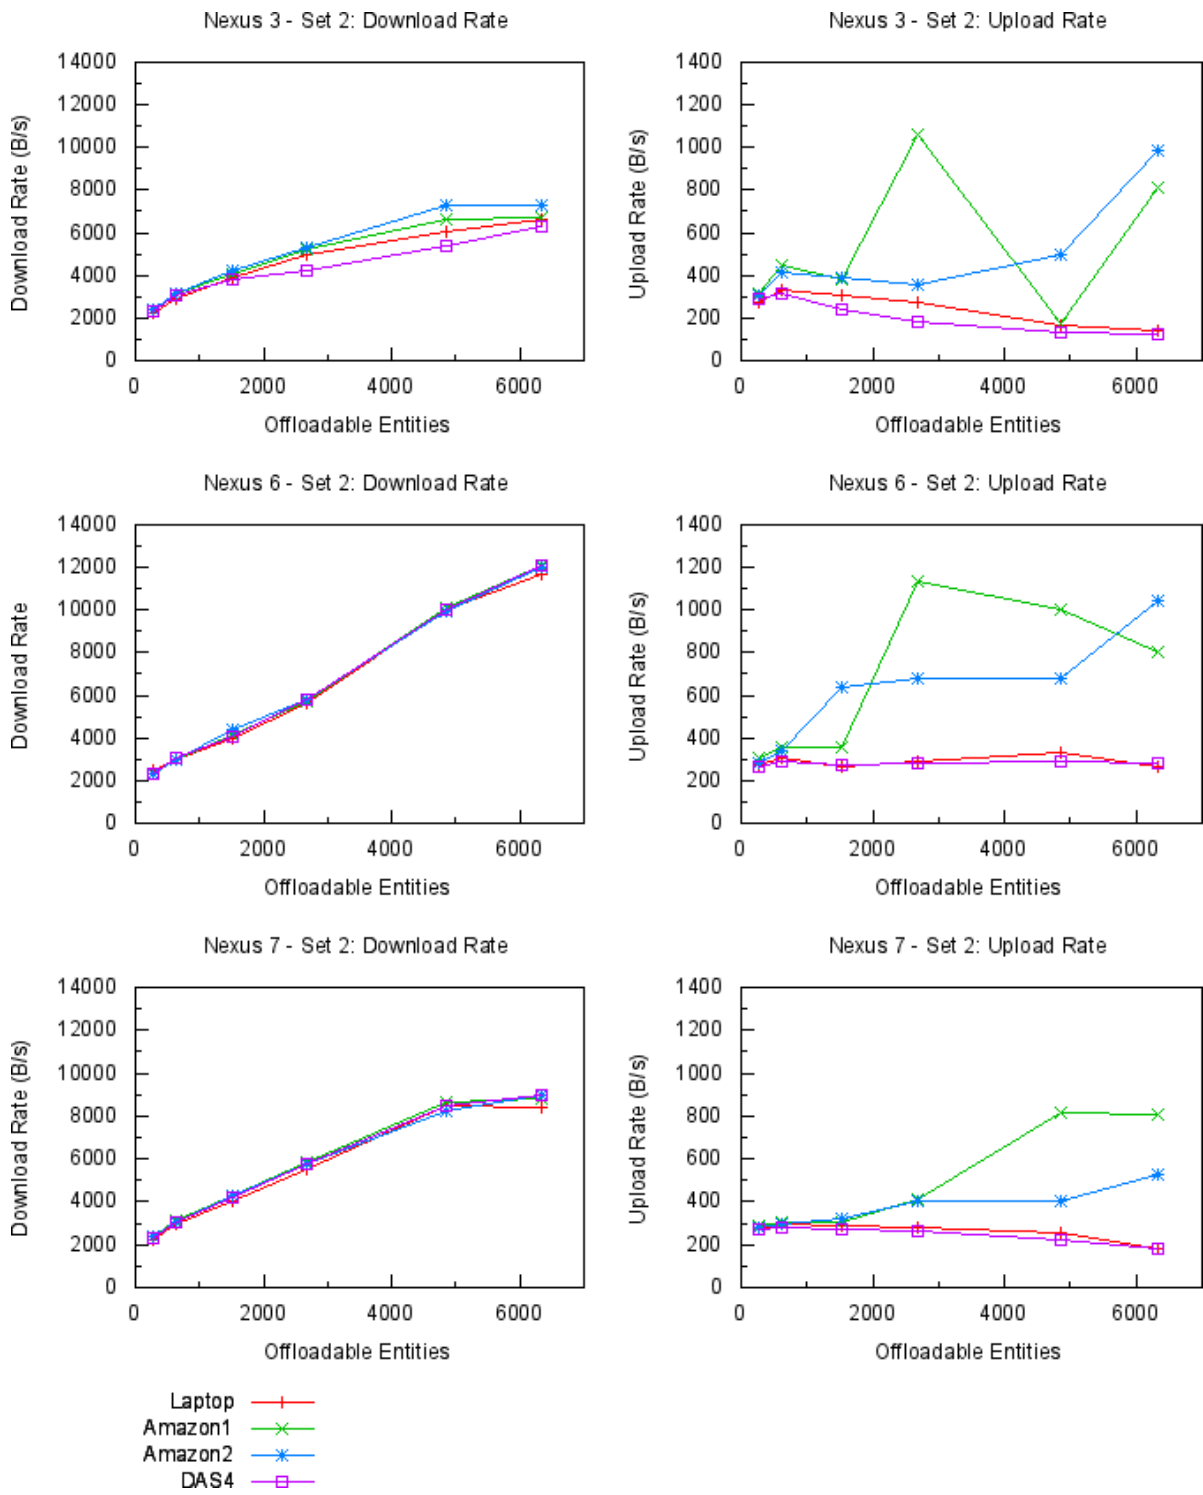 Nexus 3 - Set 2: Download Rate
14000
12000
10000
8000
6000
4000
2000
0
Download Rate (B/s)
0 2000 4000 6000
Offloadable Entities
Nexus 3 - Set 2: Upload Rate
1400
1200
1000
800
600
400
200
0
Upload Rate (B/s)
0 2000 4000 6000
Offloadable Entities
Nexus 6 - Set 2: Download Rate
14000
12000
10000
8000
6000
4000
2000
0
Download Rate
0 2000 4000 6000
Offloadable Entities
Nexus 6 - Set 2: Upload Rate
1400
1200
1000
800
600
400
200
0
Upload Rate (B/s)
0 2000 4000 6000
Offloadable Entities
Nexus 7 - Set 2: Download Rate
14000
12000
10000
8000
6000
4000
2000
0
Download Rate (B/s)
0 2000 4000 6000
Offloadable Entities
Nexus 7 - Set 2: Upload Rate
1400
1200
1000
800
600
400
200
0
Upload Rate (B/s)
0 2000 4000 6000
Offloadable Entities
Laptop
Amazon1
Amazon2
DAS4